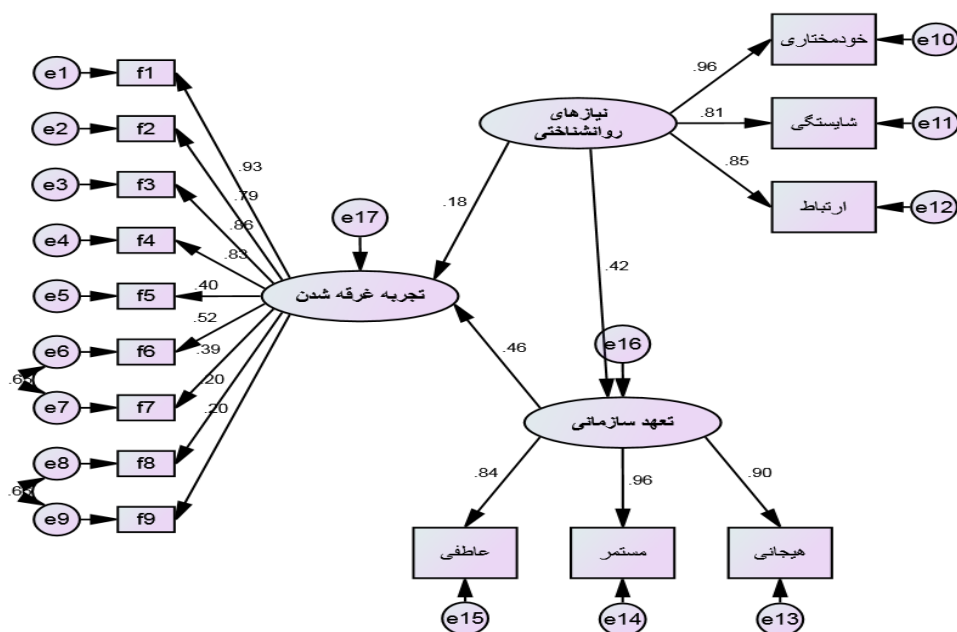 e1
f1
e2
f2
e3
f3
e4
f4
e5
f5
e6
f6
e7
f7
e8
f8
e9
f9
.93
.79
.86
.83
.40
.52
.39
.20
.20
e17
تجربه غرقه شدن
نیازهای
روانشناختی
.18
.42
.46
.96
.81
.85
خودمختاری
e10
شایستگی
e11
ارتباط
e12
e16
تعهد سازمانی
.84
.96
.90
عاطفی
مستمر
هیجانی
e15
e14
e13